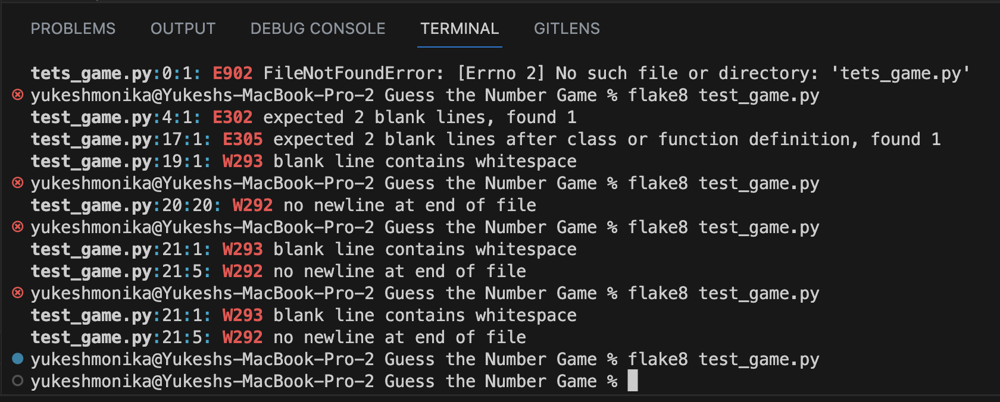 PROBLEMS OUTPUT DEBUG CONSOLE TERMINAL GITLENS
tets_game.py:0:1: E902 FileNotFoundError: [Errno 2] No such file or directory: 'tets_game.py'
yukeshmonika@Yukeshs-MacBook-Pro-2 Guess the Number Game % flake8 test_game.py
test_game.py:4:1: E302 expected 2 blank lines, found 1
test_game.py:17:1: E305 expected 2 blank lines after class or function definition, found 1
test_game.py:19:1: W293 blank line contains whitespace
yukeshmonika@Yukeshs-MacBook-Pro-2 Guess the Number Game % flake8 test_game.py
test_game.py:20:20: W292 no newline at end of file
yukeshmonika@Yukeshs-MacBook-Pro-2 Guess the Number Game % flake8 test_game.py
test_game.py:21:1: W293 blank line contains whitespace
test_game.py:21:5: W292 no newline at end of file
yukeshmonika@Yukeshs-MacBook-Pro-2 Guess the Number Game % flake8 test_game.py
test_game.py:21:1: W293 blank line contains whitespace
test_game.py:21:5: W292 no newline at end of file
yukeshmonika@Yukeshs-MacBook-Pro-2 Guess the Number Game % flake8 test_game.py
yukeshmonika@Yukeshs-MacBook-Pro-2 Guess the Number Game %